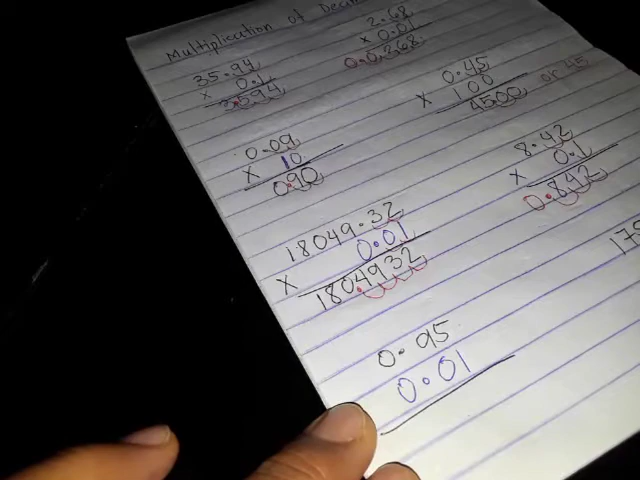 Multiplication of Deci
2.68
x 0.01
0.0268
35.94
x 0.1
3.594
0.45
x 100
4500 or 45
0.09
x 10
0.90
8.42
x 0.1
0.842
18049.32
x 0.01
180.4932
0.95
0.01